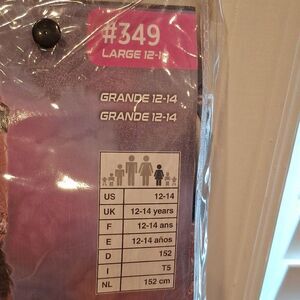 #349
LARGE 12-14
GRANDE 12-14
GRANDE 12-14
US 12-14
UK 12-14 years
F 12-14 ans
E 12-14 años
D 152
I T5
NL 152 cm